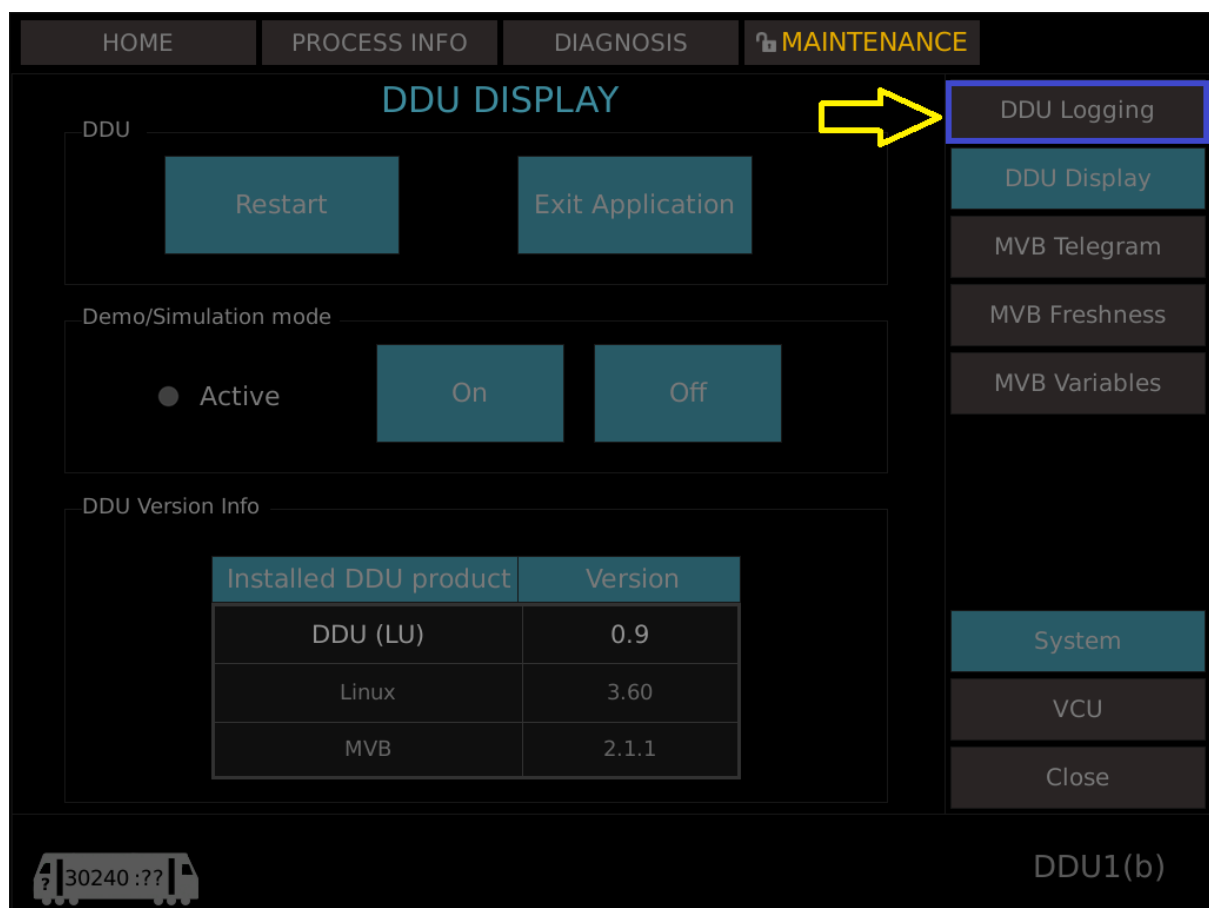 HOME PROCESS INFO DIAGNOSIS MAINTENANCE
DDU DISPLAY
DDU
Restart Exit Application
Demo/Simulation mode
Active On Off
DDU Version Info
Installed DDU product Version
DDU (LU) 0.9
Linux 3.60
MVB 2.1.1
DDU Logging
DDU Display
MVB Telegram
MVB Freshness
MVB Variables
System
VCU
Close
? 30240 :??
DDU1(b)